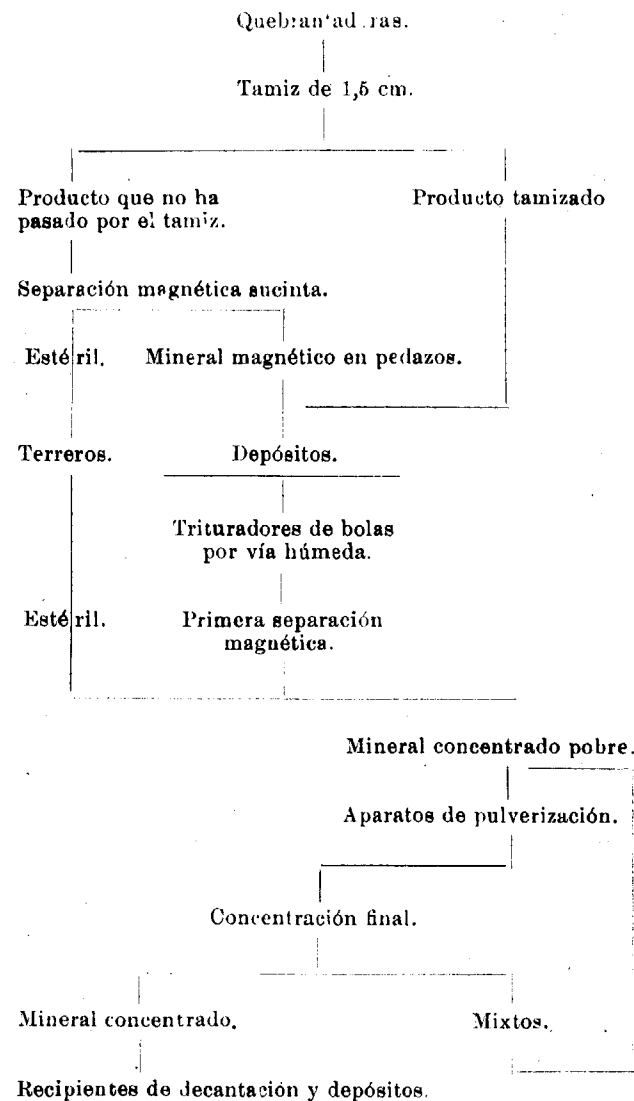 Quebrantadoras.
Tamiz de 1,5 cm.
Producto que no ha
pasado por el tamiz.
Producto tamizado
Separación magnética sucinta.
Estéril.
Mineral magnético en pedazos.
Terreros.
Depósitos.
Trituradores de bolas
por vía húmeda.
Estéril.
Primera separación
magnética.
Mineral concentrado pobre.
Aparatos de pulverización.
Concentración final.
Mineral concentrado.
Mixtos.
Recipientes de decantación y depósitos.